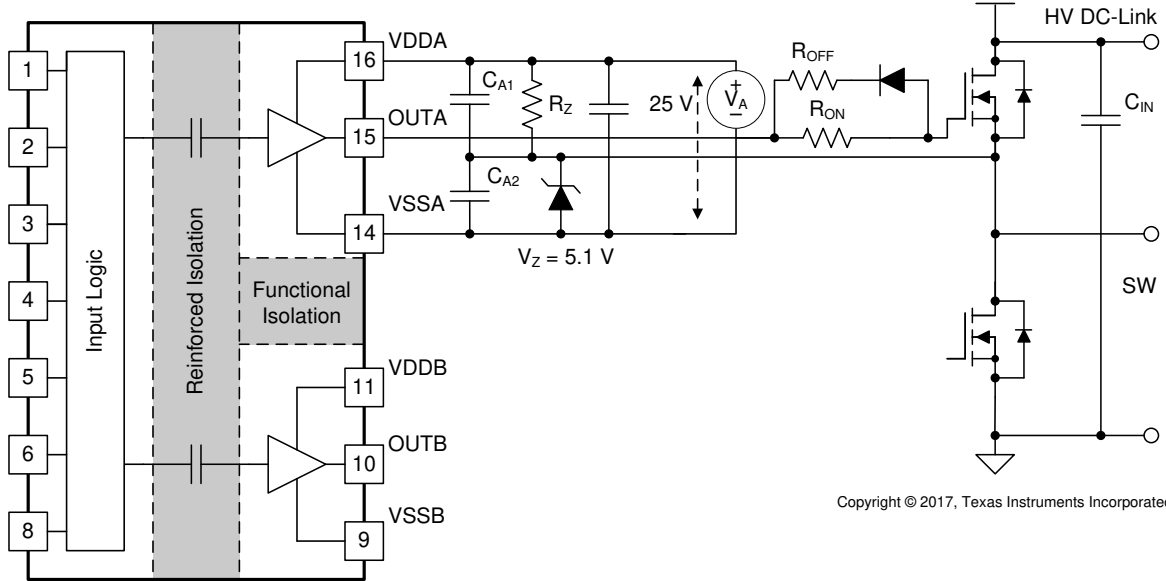 1
2
3
4
5
6
8
Input Logic
Reinforced Isolation
Functional
Isolation
VDDA
16
OUTA
15
VSSA
14
VDDB
11
OUTB
10
VSSB
9
CA1
RZ
CA2
VZ = 5.1 V
25 V
VA
+
−
ROFF
RON
HV DC-Link
CIN
SW
Copyright © 2017, Texas Instruments Incorporated